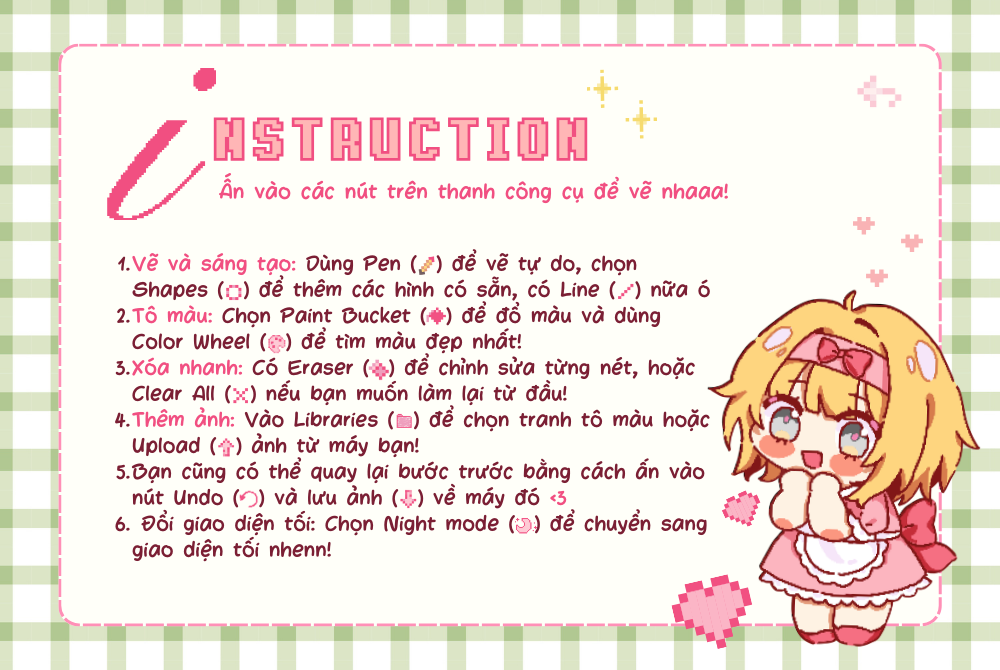 iNSTRUCTION
Ấn vào các nút trên thanh công cụ để vẽ nhaaa!
1.Vẽ và sáng tạo: Dùng Pen () để vẽ tự do, chọn
Shapes () để thêm các hình có sẵn, có Line () nữa ó
2.Tô màu: Chọn Paint Bucket () để đổ màu và dùng
Color Wheel () để tìm màu đẹp nhất!
3.Xóa nhanh: Có Eraser () để chỉnh sửa từng nét, hoặc
Clear All () nếu bạn muốn làm lại từ đầu!
4.Thêm ảnh: Vào Libraries () để chọn tranh tô màu hoặc
Upload () ảnh từ máy bạn!
5.Bạn cũng có thể quay lại bước trước bằng cách ấn vào
nút Undo () và lưu ảnh () về máy đó <3
6. Đổi giao diện tối: Chọn Night mode () để chuyển sang
giao diện tối nhenn!